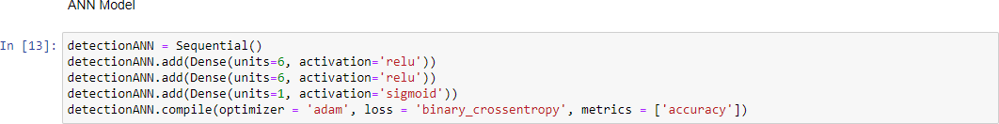 ANN Model
In [13]: detectionANN = Sequential()
detectionANN.add(Dense(units=6, activation='relu'))
detectionANN.add(Dense(units=6, activation='relu'))
detectionANN.add(Dense(units=1, activation='sigmoid'))
detectionANN.compile(optimizer = 'adam', loss = 'binary_crossentropy', metrics = ['accuracy'])